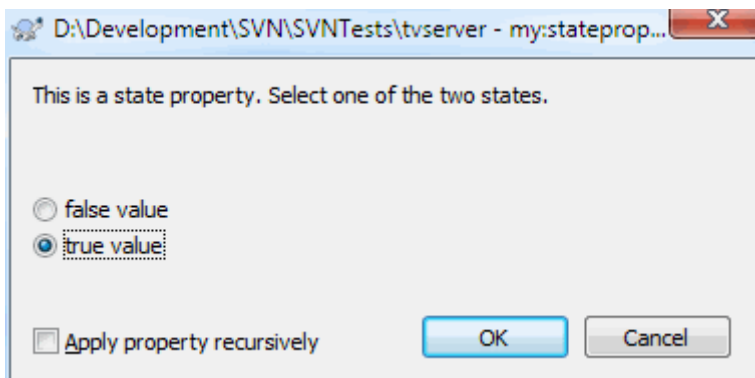 D:\Development\SVN\SVNTests\tvserver - my:stateprop...
This is a state property. Select one of the two states.
false value
true value
Apply property recursively
OK
Cancel